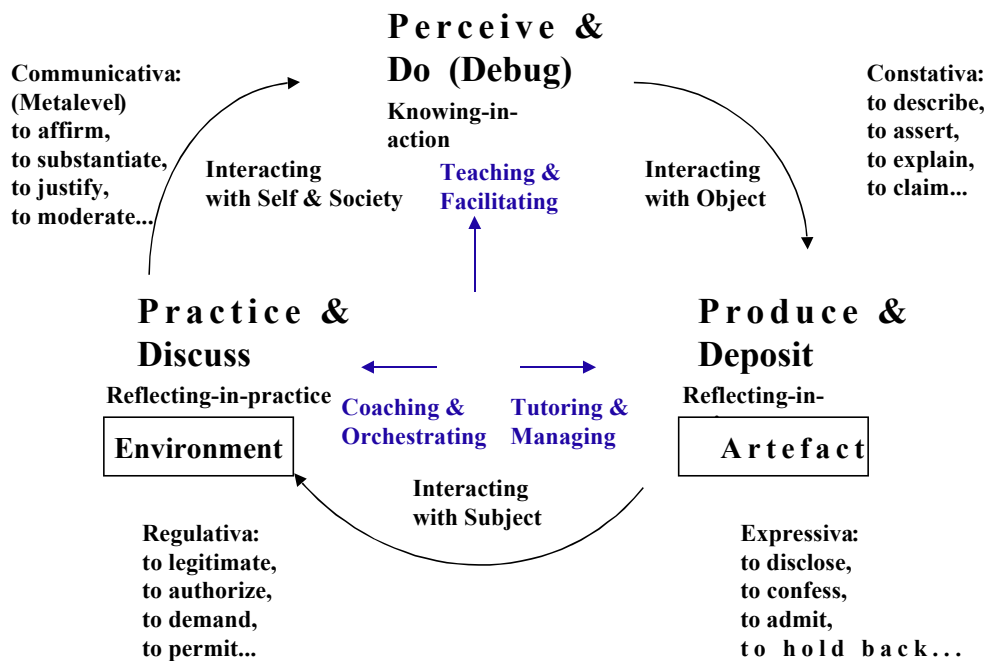 Perceive &
Do (Debug)
Knowing-in-
action
Communicativa:
(Metalevel)
to affirm,
to substantiate,
to justify,
to moderate...
Constativa:
to describe,
to assert,
to explain,
to claim...
Interacting
with Self & Society
Teaching &
Facilitating
Interacting
with Object
Practice &
Discuss
Reflecting-in-practice
Environment
Produce &
Deposit
Reflecting-in-
Artefact
Coaching &
Orchestrating
Tutoring &
Managing
Interacting
with Subject
Regulativa:
to legitimate,
to authorize,
to demand,
to permit...
Expressiva:
to disclose,
to confess,
to admit,
to hold back...